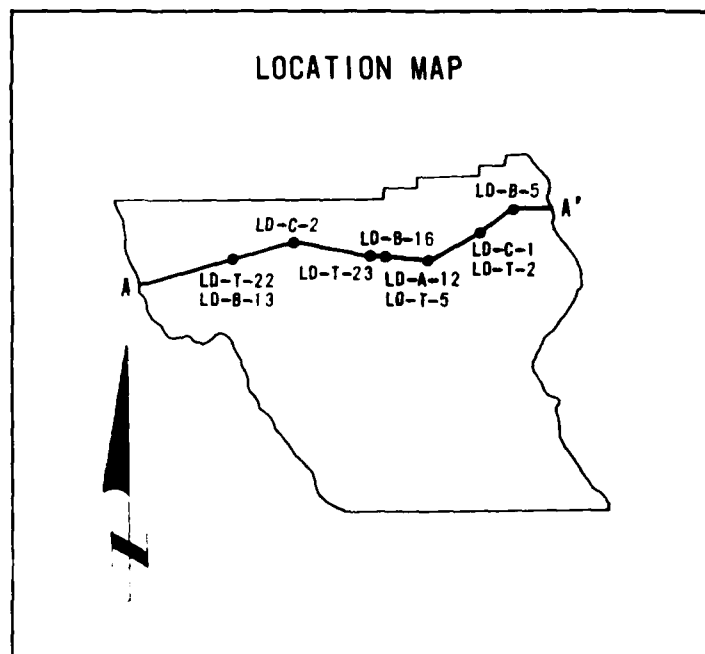 LOCATION MAP
LD-B-5
A'
LD-C-2
LD-B-16
LD-C-1
LD-T-2
LD-T-23
LD-A-12
LD-T-5
A
LD-T-22
LD-B-13
N